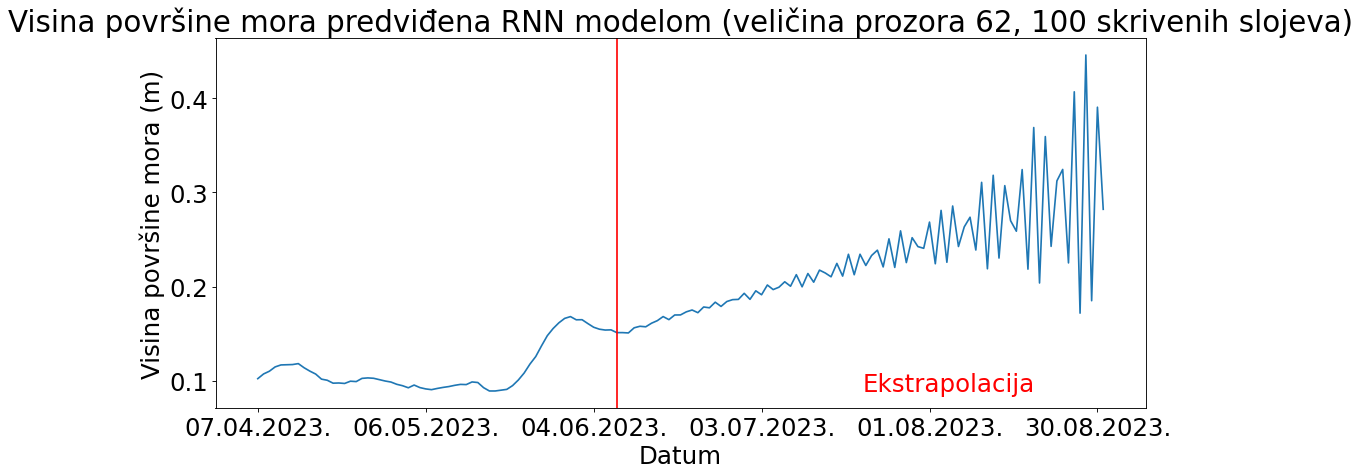 Visina površine mora predviđena RNN modelom (veličina prozora 62, 100 skrivenih slojeva)
Visina površine mora (m)
0.4
0.3
0.2
0.1
Ekstrapolacija
07.04.2023. 06.05.2023. 04.06.2023. 03.07.2023. 01.08.2023. 30.08.2023.
Datum